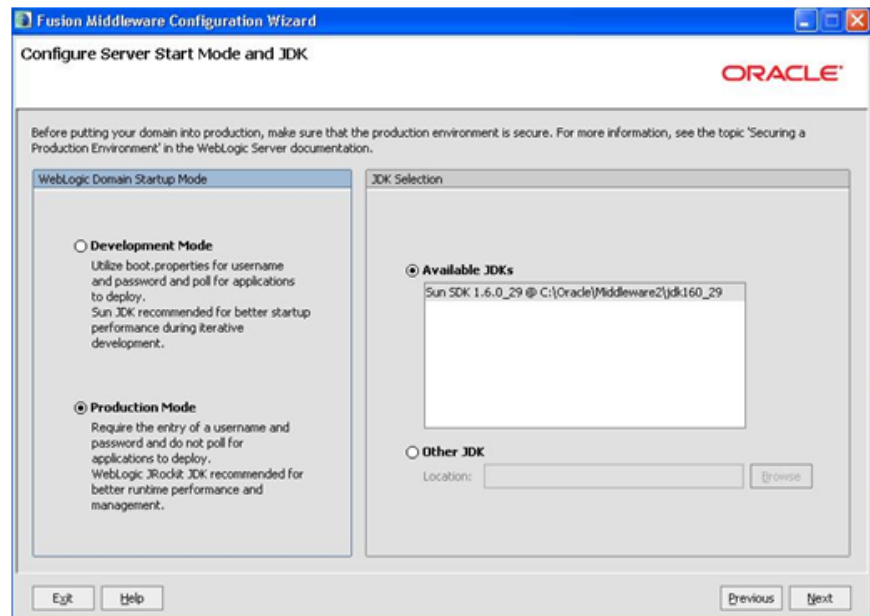 Fusion Middleware Configuration Wizard
Configure Server Start Mode and JDK
ORACLE
Before putting your domain into production, make sure that the production environment is secure. For more information, see the topic 'Securing a
Production Environment' in the WebLogic Server documentation.
WebLogic Domain Startup Mode
Development Mode
Utilize boot.properties for username
and password and poll for applications
to deploy.
Sun JDK recommended for better startup
performance during iterative
development.
Production Mode
Require the entry of a username and
password and do not poll for
applications to deploy.
WebLogic JRockit JDK recommended for
better runtime performance and
management.
JDK Selection
Available JDKs
Sun SDK 1.6.0_29 @ C:\Oracle\Middleware2\jdk160_29
Other JDK
Location:
Browse
Exit
Help
Previous
Next